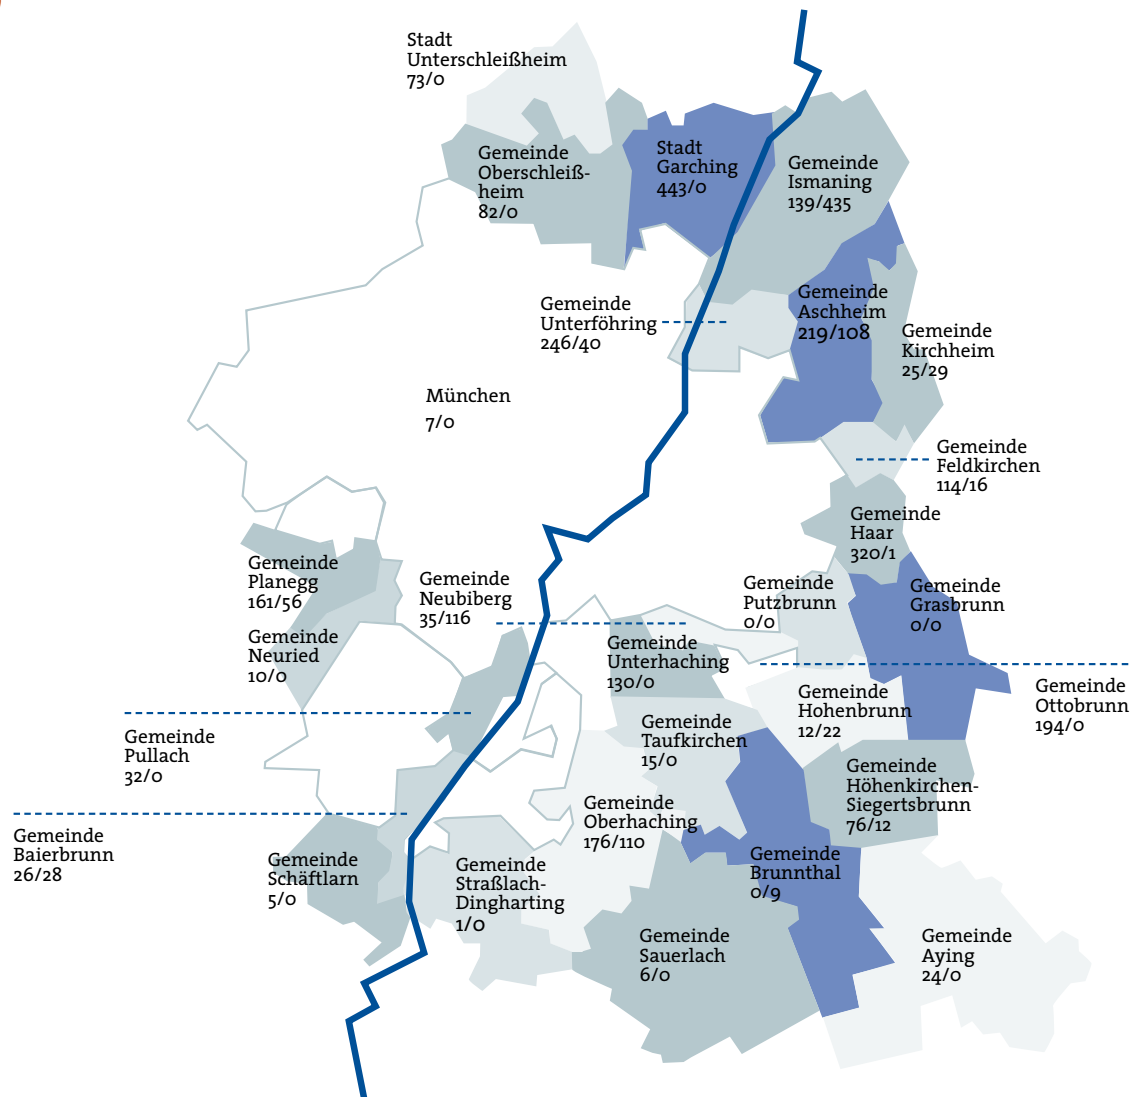 Stadt
Unterschleißheim
73/0
Gemeinde
Oberschleiß-
heim
82/0
Stadt
Garching
443/0
Gemeinde
Ismaning
139/435
Gemeinde
Unterföhring
246/40
Gemeinde
Aschheim
219/108
Gemeinde
Kirchheim
25/29
München
7/0
Gemeinde
Feldkirchen
114/16
Gemeinde
Haar
320/1
Gemeinde
Planegg
161/56
Gemeinde
Neubiberg
35/116
Gemeinde
Putzbrunn
0/0
Gemeinde
Grasbrunn
0/0
Gemeinde
Neuried
10/0
Gemeinde
Unterhaching
130/0
Gemeinde
Ottobrunn
194/0
Gemeinde
Hohenbrunn
12/22
Gemeinde
Pullach
32/0
Gemeinde
Taufkirchen
15/0
Gemeinde
Höhenkirchen-
Siegertsbrunn
76/12
Gemeinde
Oberhaching
176/110
Gemeinde
Baierbrunn
26/28
Gemeinde
Schäftlarn
5/0
Gemeinde
Straßlach-
Dingharting
1/0
Gemeinde
Brunnthal
0/9
Gemeinde
Sauerlach
6/0
Gemeinde
Aying
24/0